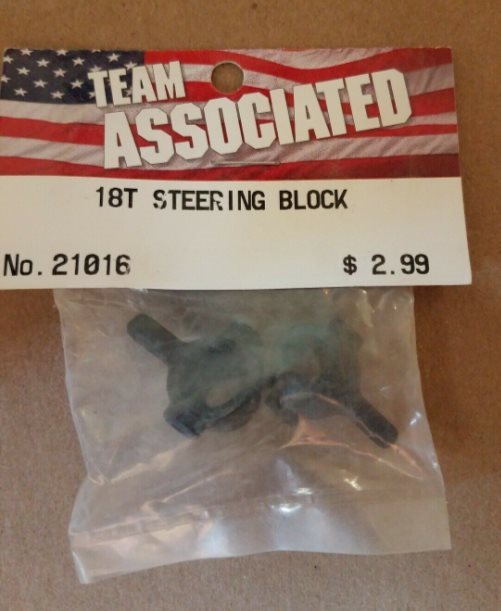 TEAM
ASSOCIATED
18T STEERING BLOCK
No. 21016 $ 2.99